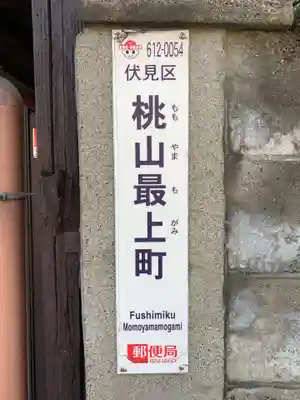 612-0054
伏見区
桃山最上町
もも やま も がみ
Fushimiku
Momoyamamogami
郵便局